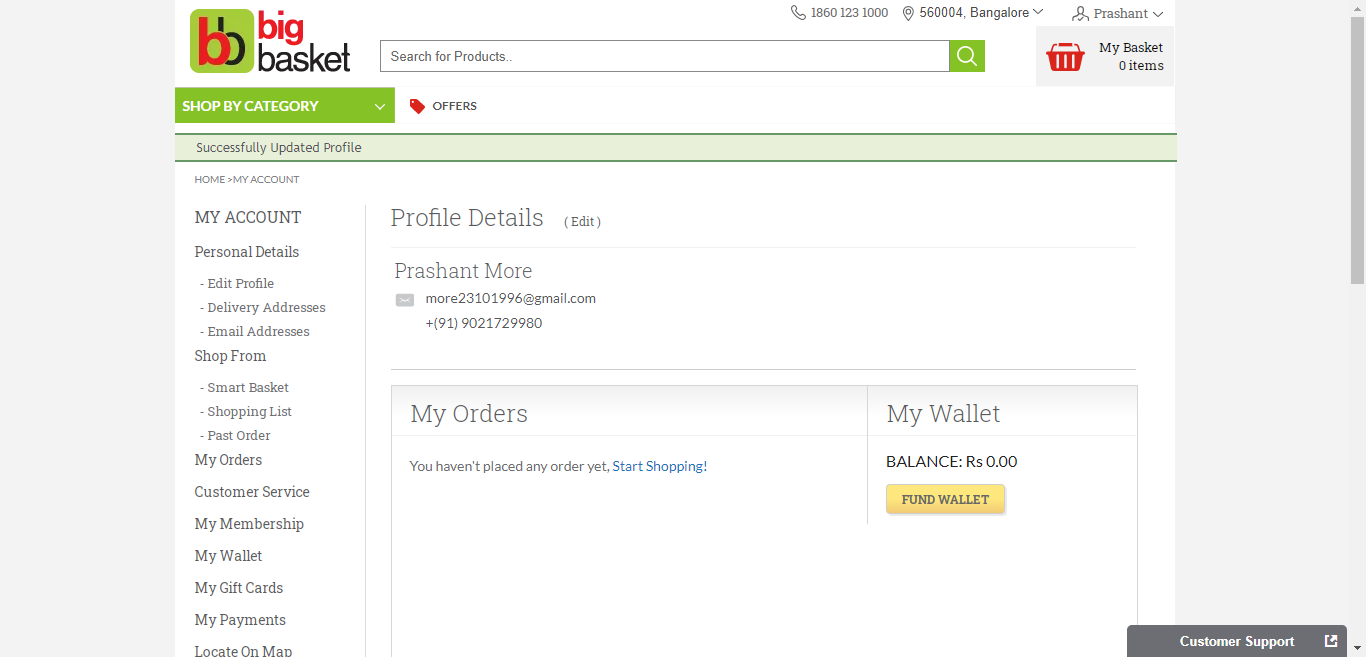 1860 123 1000
560004, Bangalore
Prashant
bb big
basket
Search for Products..
My Basket
0 items
SHOP BY CATEGORY
OFFERS
Successfully Updated Profile
HOME >MY ACCOUNT
MY ACCOUNT
Personal Details
- Edit Profile
- Delivery Addresses
- Email Addresses
Shop From
- Smart Basket
- Shopping List
- Past Order
My Orders
Customer Service
My Membership
My Wallet
My Gift Cards
My Payments
Locate On Map
Profile Details ( Edit )
Prashant More
more23101996@gmail.com
+(91) 9021729980
My Orders
You haven't placed any order yet, Start Shopping!
My Wallet
BALANCE: Rs 0.00
FUND WALLET
Customer Support